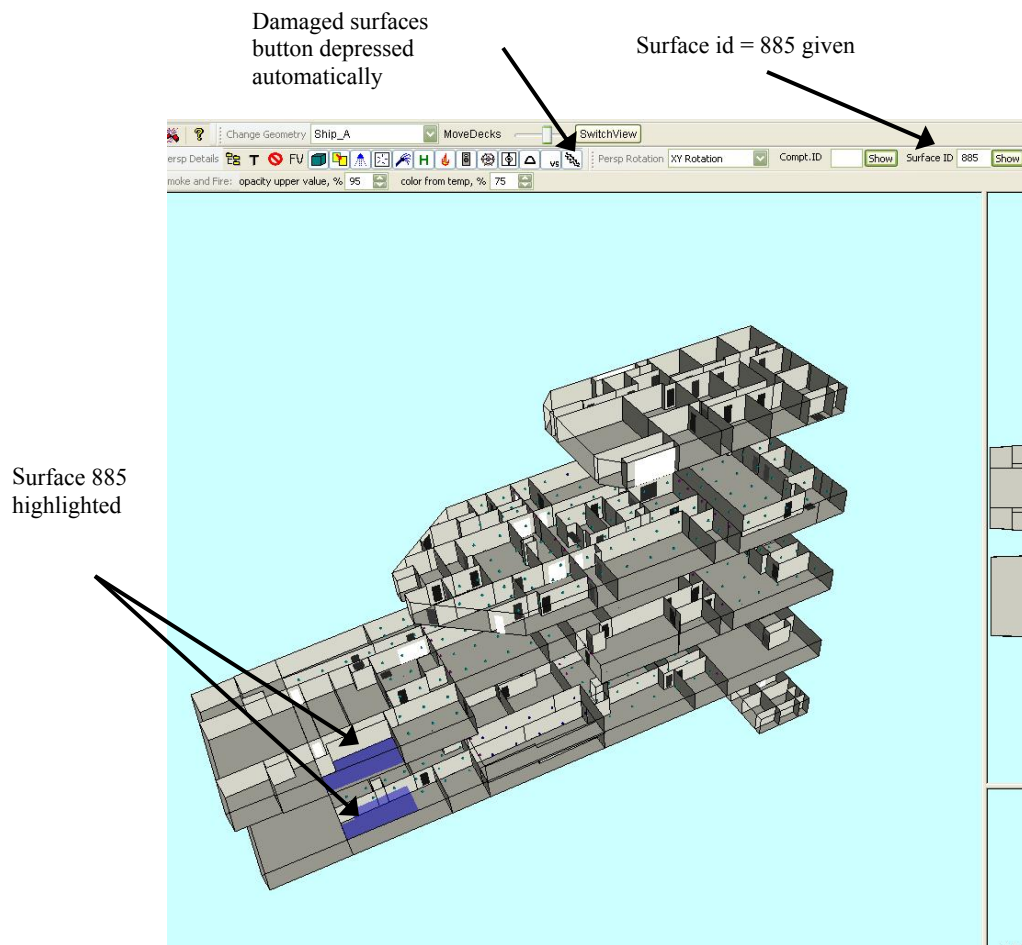 Damaged surfaces
button depressed
automatically
Surface id = 885 given
? Change Geometry Ship_A MoveDecks SwitchView
ersp Details T FV H VS Persp Rotation XY Rotation Compt.ID Show Surface ID 885 Show
moke and Fire: opacity upper value, % 95 color from temp, % 75
Surface 885
highlighted